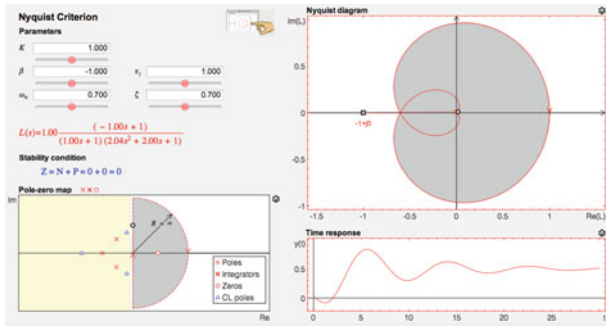 Nyquist Criterion
Parameters
K 1.000
β -1.000 τ₁ 1.000
ωₙ 0.700 ζ 0.700
L(s)=1.00 (-1.00s + 1) / (1.00s + 1) (2.04s² + 2.00s + 1)
Stability condition
Z = N + P = 0 + 0 = 0
Pole-zero map × × ○
Im
R = ∞
× Poles
× Integrators
○ Zeros
△ CL poles
Re
Nyquist diagram
Im(L)
0.5
0
-0.5
-1
-1+j0
-1.5 -1 -0.5 0 0.5 1 Re(L)
Time response
y(t)
0.5
0
0 5 10 15 20 25 30 t